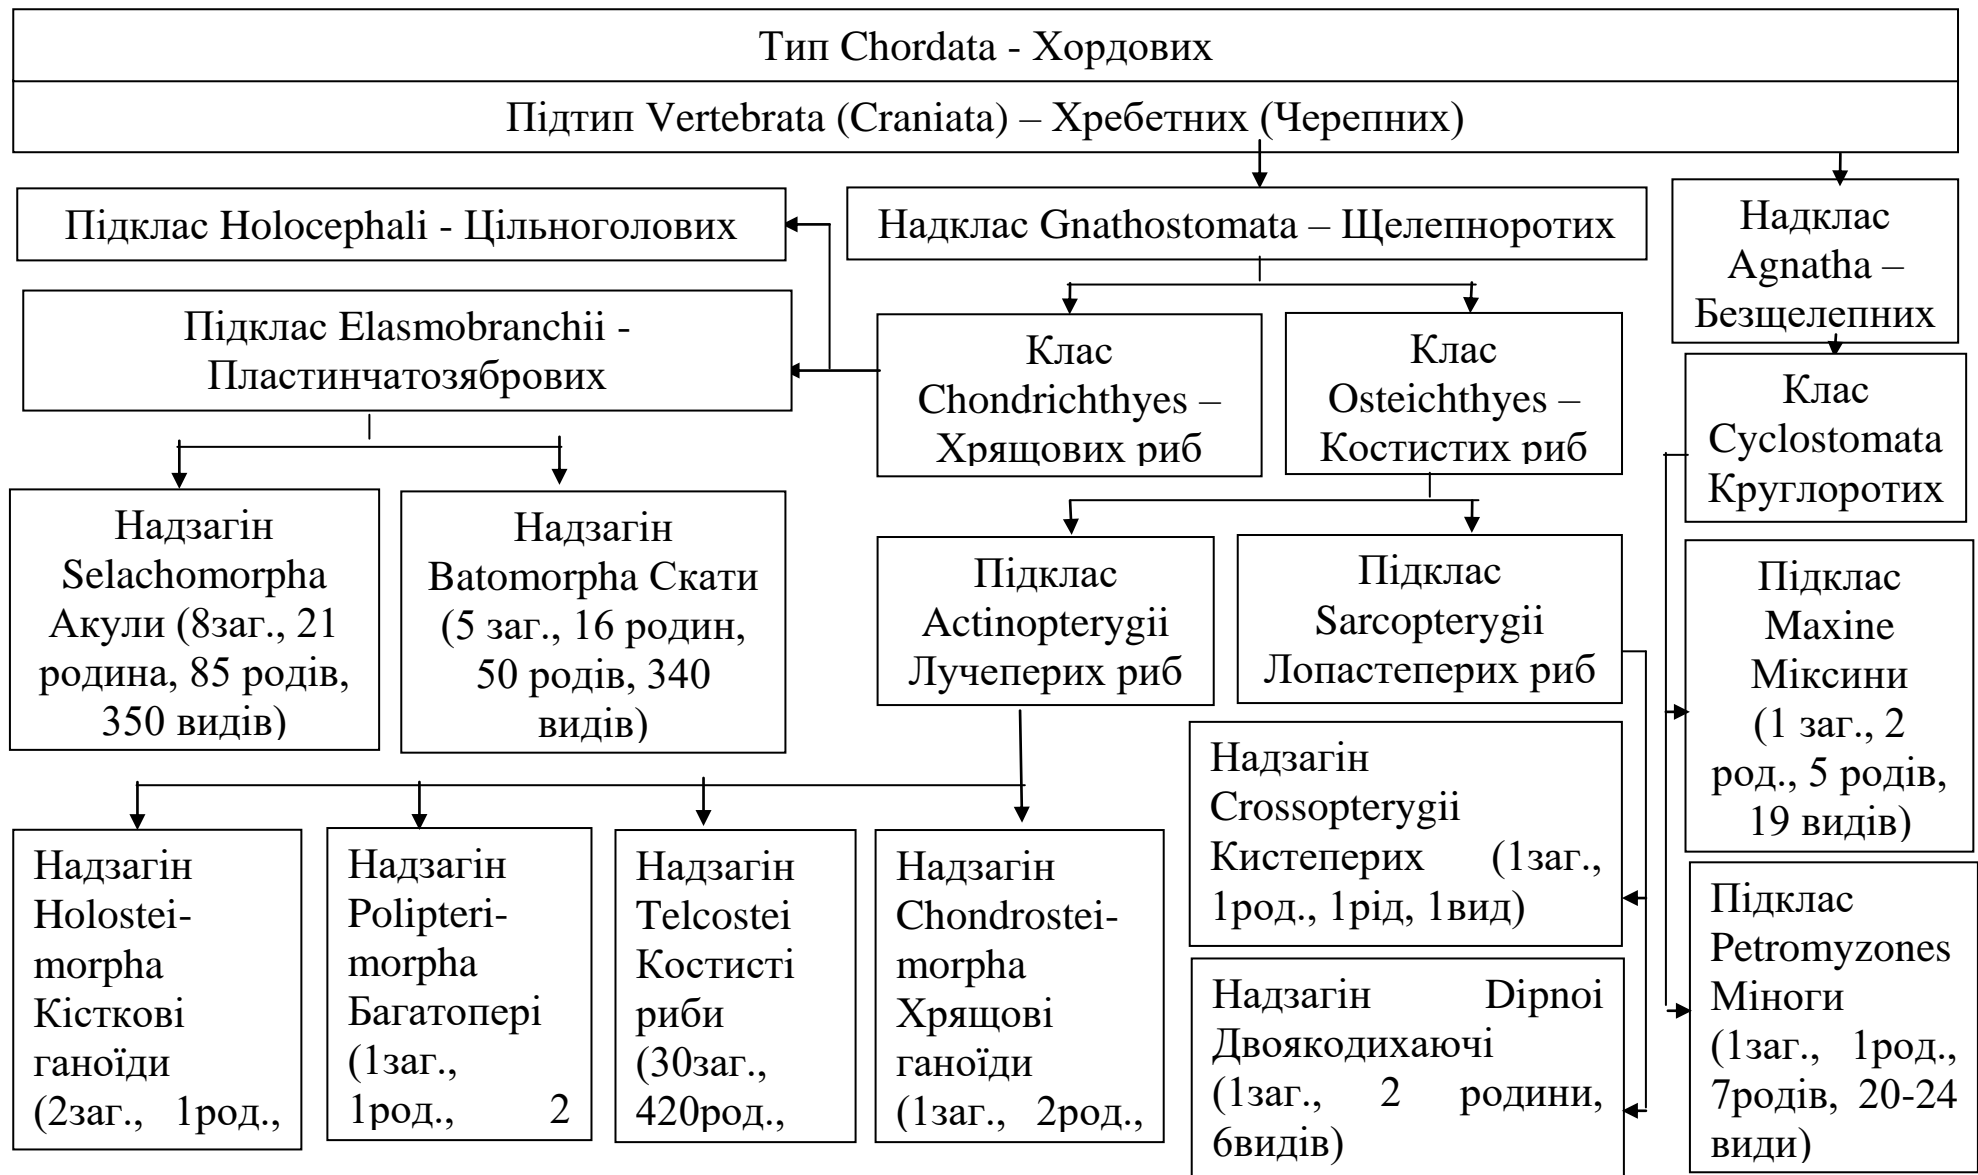 Тип Chordata - Хордових
Підтип Vertebrata (Craniata) – Хребетних (Черепних)
Підклас Holocephali - Цільноголових
Надклас Gnathostomata – Щелепноротих
Надклас
Agnatha –
Безщелепних
Підклас Elasmobranchii -
Пластинчатозябрових
Клас
Chondrichthyes –
Хрящових риб
Клас
Osteichthyes –
Костистих риб
Клас
Cyclostomata
Круглоротих
Надзагін
Selachomorpha
Акули (8заг., 21
родина, 85 родів,
350 видів)
Надзагін
Batomorpha Скати
(5 заг., 16 родин,
50 родів, 340
видів)
Підклас
Actinopterygii
Лучеперих риб
Підклас
Sarcopterygii
Лопастеперих риб
Підклас
Maxine
Міксини
(1 заг., 2
род., 5 родів,
19 видів)
Надзагін
Holostei-
morpha
Кісткові
ганоїди
(2заг., 1род.,
Надзагін
Polipteri-
morpha
Багатопері
(1заг.,
1род., 2
Надзагін
Telcostei
Костисті
риби
(30заг.,
420род.,
Надзагін
Chondrostei-
morpha
Хрящові
ганоїди
(1заг., 2род.,
Надзагін
Crossopterygii
Кистеперих (1заг.,
1род., 1рід, 1вид)
Надзагін Dipnoi
Двоякодихаючі
(1заг., 2 родини,
6видів)
Підклас
Petromyzones
Міноги
(1заг., 1род.,
7родів, 20-24
види)